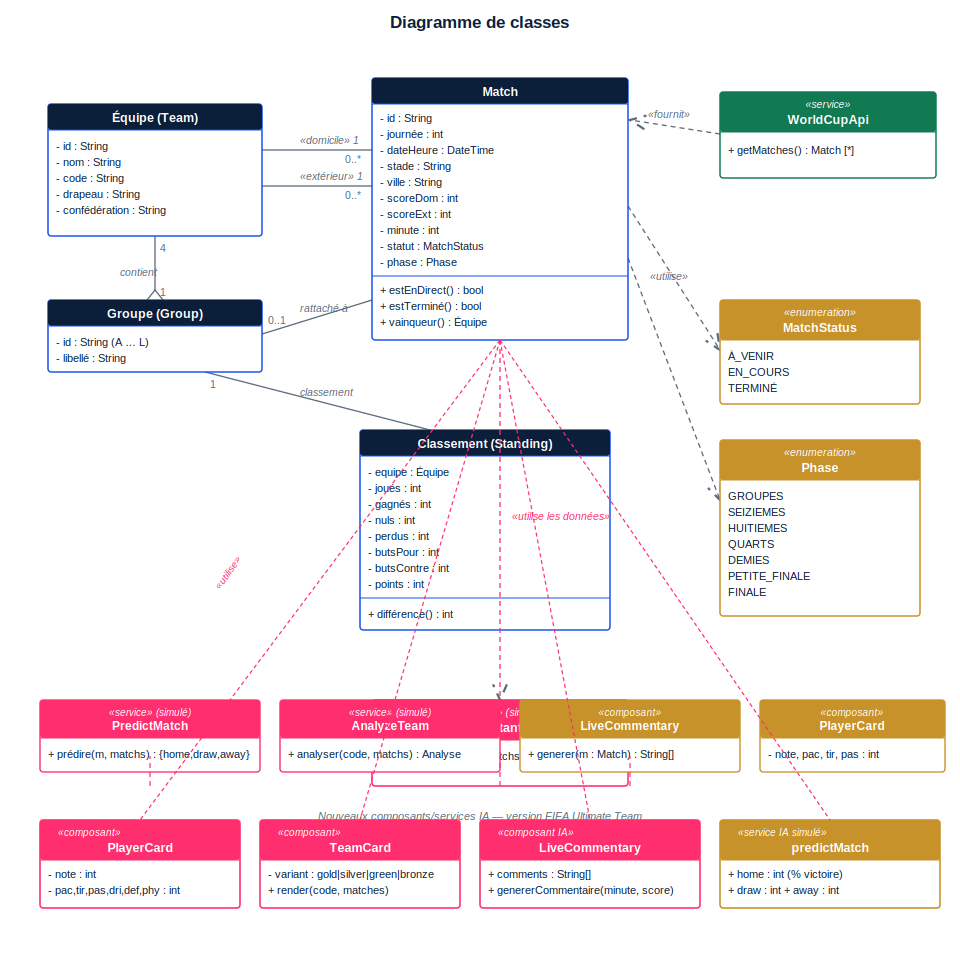 Diagramme de classes
Équipe (Team)
- id : String
- nom : String
- code : String
- drapeau : String
- confédération : String
«domicile» 1
0..*
«extérieur» 1
0..*
Match
- id : String
- journée : int
- dateHeure : DateTime
- stade : String
- ville : String
- scoreDom : int
- scoreExt : int
- minute : int
- statut : MatchStatus
- phase : Phase
+ estEnDirect() : bool
+ estTerminé() : bool
+ vainqueur() : Équipe
«fournit»
«service»
WorldCupApi
+ getMatches() : Match [*]
4
contient
1
Groupe (Group)
- id : String (A … L)
- libellé : String
0..1
rattaché à
1
classement
«utilise»
«enumeration»
MatchStatus
À_VENIR
EN_COURS
TERMINÉ
«enumeration»
Phase
GROUPES
SEIZIEMES
HUITIEMES
QUARTS
DEMIES
PETITE_FINALE
FINALE
Classement (Standing)
- equipe : Équipe
- joués : int
- gagnés : int
- nuls : int
- perdus : int
- butsPour : int
- butsContre : int
- points : int
+ différence() : int
«utilise les données»
«utilise»
«service» (simulé)
PredictMatch
+ prédire(m, matchs) : {home,draw,away}
«service» (simulé)
AnalyzeTeam
+ analyser(code, matchs) : Analyse
«composant»
LiveCommentary
+ generer(m : Match) : String[]
«composant»
PlayerCard
- note, pac, tir, pas : int
Nouveaux composants/services IA — version FIFA Ultimate Team
«composant»
PlayerCard
- note : int
- pac,tir,pas,dri,def,phy : int
«composant»
TeamCard
- variant : gold|silver|green|bronze
+ render(code, matches)
«composant IA»
LiveCommentary
+ comments : String[]
+ genererCommentaire(minute, score)
«service IA simulé»
predictMatch
+ home : int (% victoire)
+ draw : int + away : int